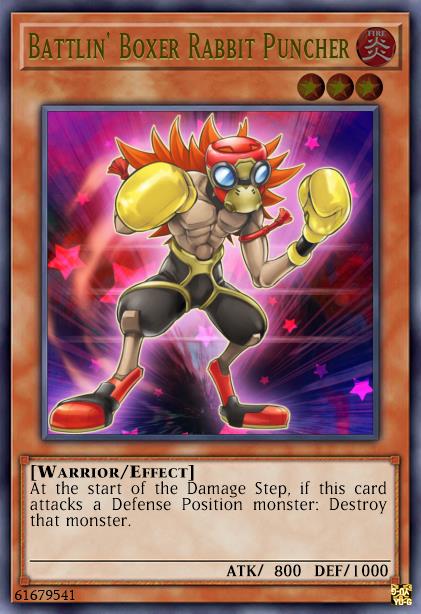 BATTLIN' BOXER RABBIT PUNCHER
FIRE
炎
[WARRIOR/EFFECT]
At the start of the Damage Step, if this card
attacks a Defense Position monster: Destroy
that monster.
ATK/ 800 DEF/1000
61679541